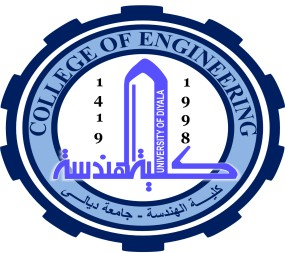 COLLEGE OF ENGINEERING
1419
1998
UNIVERSITY OF DIYALA
كلية الهندسة
كلية الهندسة - جامعة ديالى